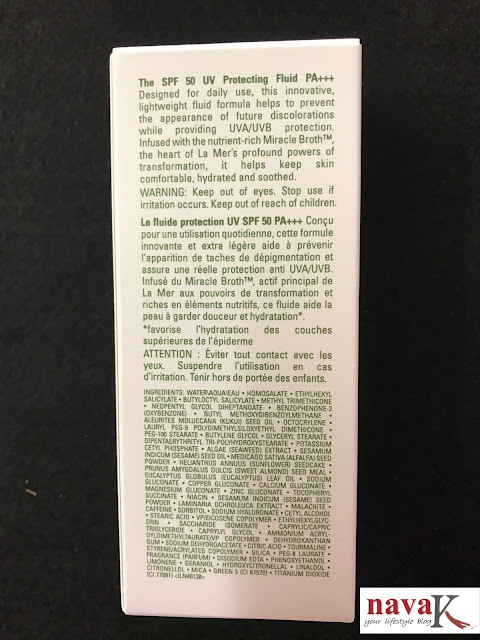 The SPF 50 UV Protecting Fluid PA+++
Designed for daily use, this innovative,
lightweight fluid formula helps to prevent
the appearance of future discolorations
while providing UVA/UVB protection.
Infused with the nutrient-rich Miracle Broth™,
the heart of La Mer's profound powers of
transformation, it helps keep skin
comfortable, hydrated and soothed.
WARNING: Keep out of eyes. Stop use if
irritation occurs. Keep out of reach of children.
Le fluide protection UV SPF 50 PA+++ Conçu
pour une utilisation quotidienne, cette formule
innovante et extra légère aide à prévenir
l'apparition de taches de dépigmentation et
assure une réelle protection anti UVA/UVB.
Infusé du Miracle Broth™, actif principal de
La Mer aux pouvoirs de transformation et
riches en éléments nutritifs, ce fluide aide la
peau à garder douceur et hydratation*.
*favorise l'hydratation des couches
supérieures de l'épiderme
ATTENTION : Éviter tout contact avec les
yeux. Suspendre l'utilisation en cas
d'irritation. Tenir hors de portée des enfants.
INGREDIENTS: WATER\AQUA\EAU • HOMOSALATE • ETHYLHEXYL
SALICYLATE • BUTYLOCTYL SALICYLATE • METHYL TRIMETHICONE
• NEOPENTYL GLYCOL DIHEPTANOATE • BENZOPHENONE-3
(OXYBENZONE) • BUTYL METHOXYDIBENZOYLMETHANE •
ALEURITES MOLUCCANA (KUKUI) SEED OIL • OCTOCRYLENE •
LAURYL PEG-9 POLYDIMETHYLSILOXYETHYL DIMETHICONE •
PEG-100 STEARATE • BUTYLENE GLYCOL • GLYCERYL STEARATE •
DIPENTAERYTHRITYL TRI-POLYHYDROXYSTEARATE • POTASSIUM
CETYL PHOSPHATE • ALGAE (SEAWEED) EXTRACT • SESAMUM
INDICUM (SESAME) SEED OIL • MEDICAGO SATIVA (ALFALFA) SEED
POWDER • HELIANTHUS ANNUUS (SUNFLOWER) SEEDCAKE •
PRUNUS AMYGDALUS DULCIS (SWEET ALMOND) SEED MEAL •
EUCALYPTUS GLOBULUS (EUCALYPTUS) LEAF OIL • SODIUM
GLUCONATE • COPPER GLUCONATE • CALCIUM GLUCONATE •
MAGNESIUM GLUCONATE • ZINC GLUCONATE • TOCOPHERYL
SUCCINATE • NIACIN • SESAMUM INDICUM (SESAME) SEED
POWDER • LAMINARIA OCHROLEUCA EXTRACT • MALACHITE •
CAFFEINE • SORBITOL • SODIUM HYALURONATE • CETYL ALCOHOL
• STEARIC ACID • VP/EICOSENE COPOLYMER • ETHYLHEXYLGLYC-
ERIN • SACCHARIDE ISOMERATE • CAPRYLIC/CAPRIC
TRIGLYCERIDE • CAPRYLYL GLYCOL • AMMONIUM ACRYL-
OYLDIMETHYLTAURATE/VP COPOLYMER • DEHYDROXANTHAN
GUM • SODIUM DEHYDROACETATE • CITRIC ACID • TOURMALINE
• STYRENE/ACRYLATES COPOLYMER • SILICA • PEG-8 LAURATE •
FRAGRANCE (PARFUM) • DISODIUM EDTA • PHENOXYETHANOL •
LIMONENE • GERANIOL • HYDROXYCITRONELLAL • LINALOOL •
CITRONELLOL • MICA • GREEN 5 (CI 61570) • TITANIUM DIOXIDE
(CI 77891) <ILN40138>
navaK
your lifestyle blog